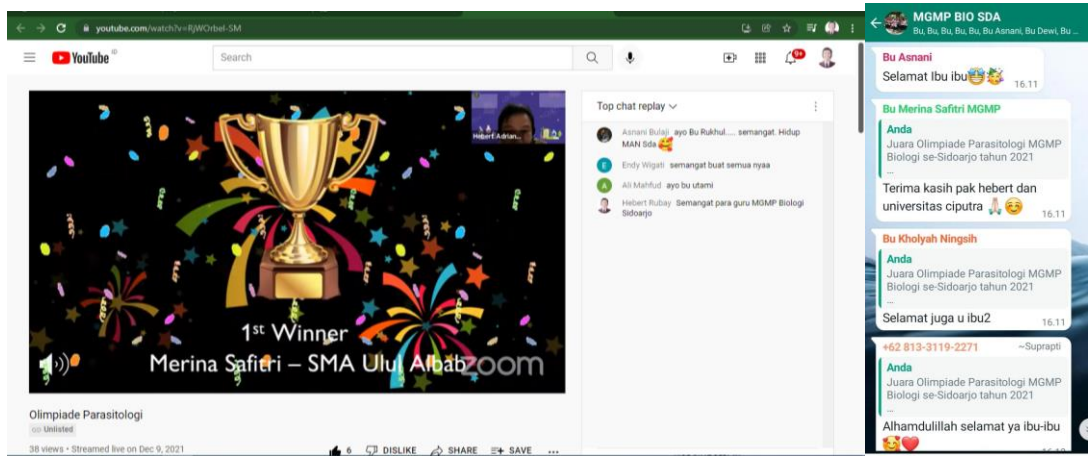 youtube.com/watch?v=RjWOrbel-SM
YouTube ID
Search
9+
Hebert Adrian...
1st Winner
Merina Safitri – SMA Ulul Albab
zoom
Olimpiade Parasitologi
Unlisted
38 views • Streamed live on Dec 9, 2021
6 DISLIKE SHARE SAVE ...
Top chat replay
Asnani Bulaji ayo Bu Rukhul..... semangat. Hidup
MAN Sda 🥰
E Endy Wigati semangat buat semua nyaa
A Ali Mahfud ayo bu utami
Hebert Rubay Semangat para guru MGMP Biologi
Sidoarjo
MGMP BIO SDA
Bu, Bu, Bu, Bu, Bu, Bu Asnani, Bu Dewi, Bu ...
Bu Asnani
Selamat Ibu ibu🤩🥳 16.11
Bu Merina Safitri MGMP
Anda
Juara Olimpiade Parasitologi MGMP
Biologi se-Sidoarjo tahun 2021
...
Terima kasih pak hebert dan
universitas ciputra 🙏🏻😊 16.11
Bu Kholyah Ningsih
Anda
Juara Olimpiade Parasitologi MGMP
Biologi se-Sidoarjo tahun 2021
...
Selamat juga u ibu2 16.11
+62 813-3119-2271 ~Suprapti
Anda
Juara Olimpiade Parasitologi MGMP
Biologi se-Sidoarjo tahun 2021
...
Alhamdulillah selamat ya ibu-ibu
🥰❤️